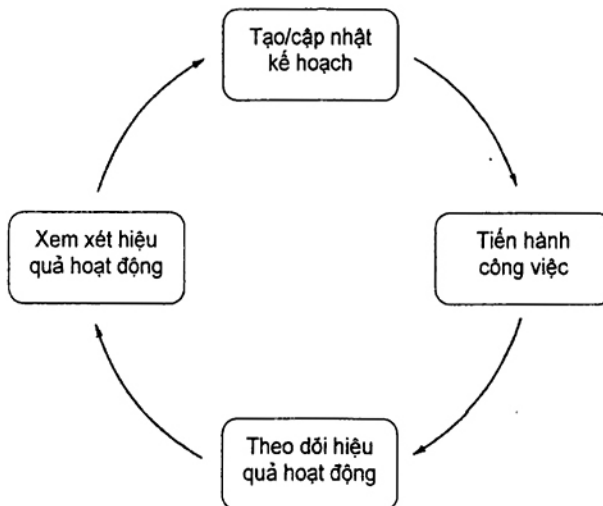 Tạo/cập nhật
kế hoạch
Tiến hành
công việc
Theo dõi hiệu
quả hoạt động
Xem xét hiệu
quả hoạt động